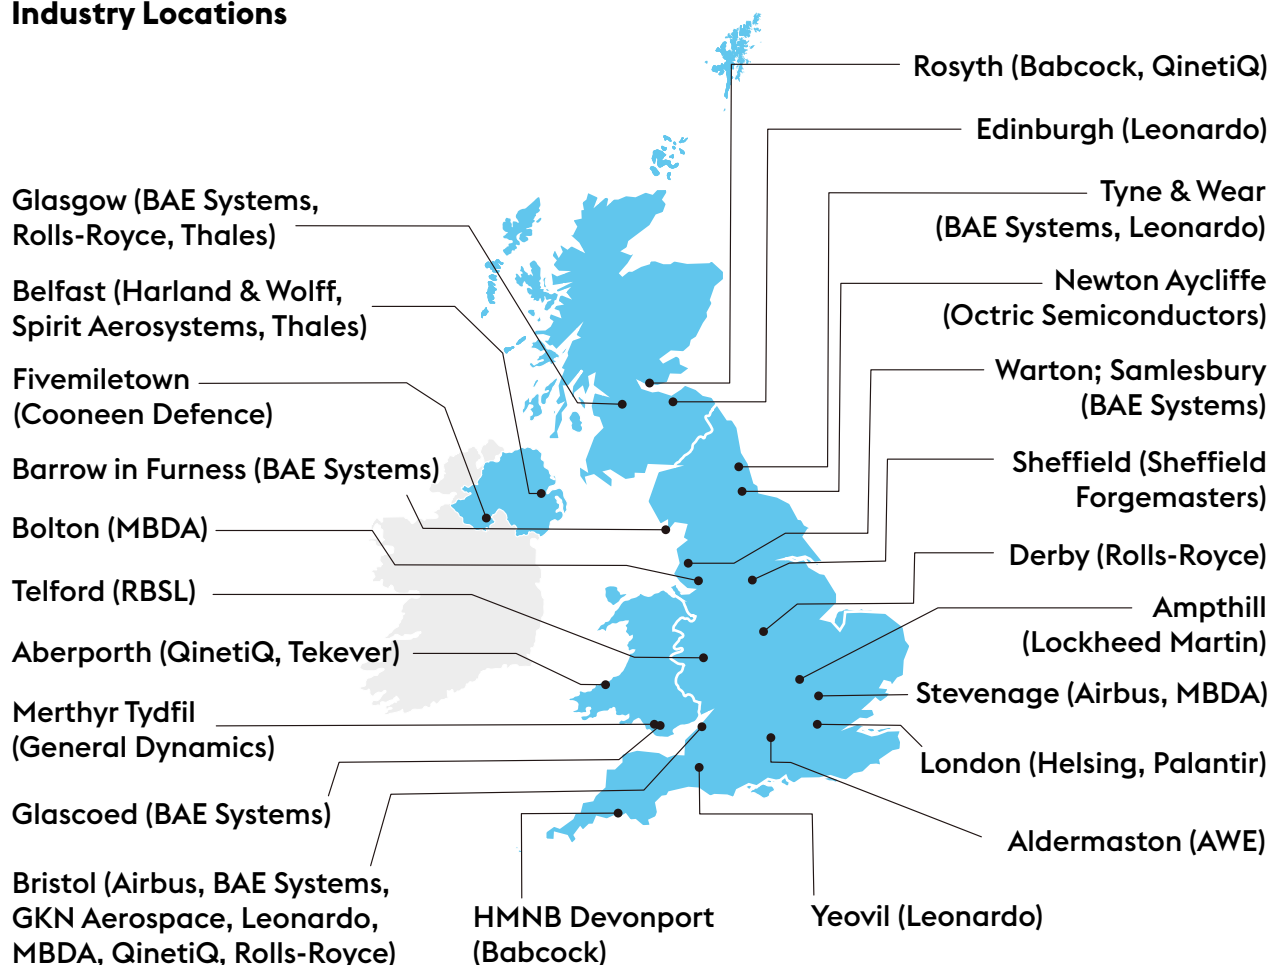 Industry Locations
Rosyth (Babcock, QinetiQ)
Edinburgh (Leonardo)
Tyne & Wear
(BAE Systems, Leonardo)
Newton Aycliffe
(Octric Semiconductors)
Warton; Samlesbury
(BAE Systems)
Sheffield (Sheffield
Forgemasters)
Derby (Rolls-Royce)
Ampthill
(Lockheed Martin)
Stevenage (Airbus, MBDA)
London (Helsing, Palantir)
Aldermaston (AWE)
Yeovil (Leonardo)
HMNB Devonport
(Babcock)
Glasgow (BAE Systems,
Rolls-Royce, Thales)
Belfast (Harland & Wolff,
Spirit Aerosystems, Thales)
Fivemiletown
(Cooneen Defence)
Barrow in Furness (BAE Systems)
Bolton (MBDA)
Telford (RBSL)
Aberporth (QinetiQ, Tekever)
Merthyr Tydfil
(General Dynamics)
Glascoed (BAE Systems)
Bristol (Airbus, BAE Systems,
GKN Aerospace, Leonardo,
MBDA, QinetiQ, Rolls-Royce)